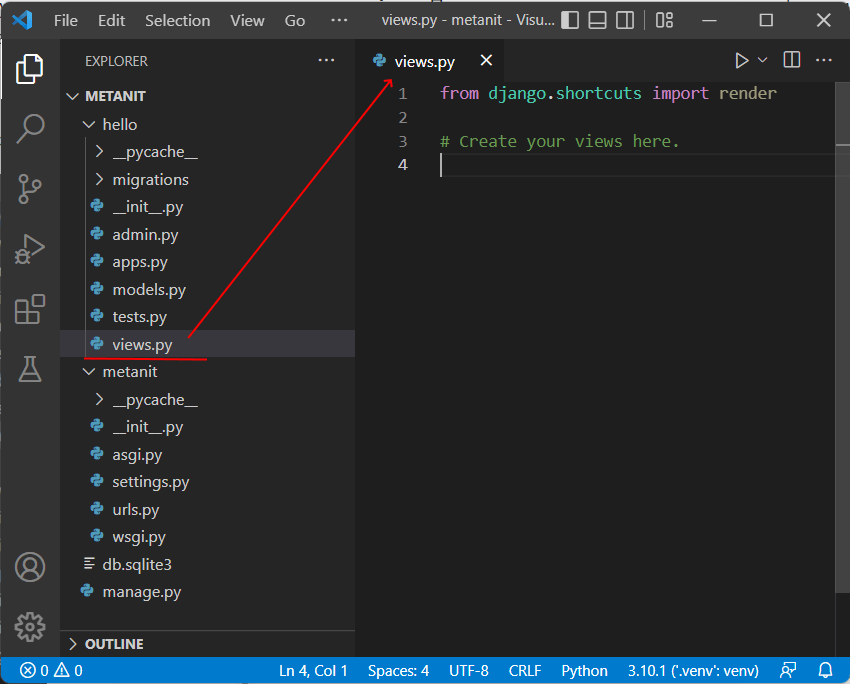 File Edit Selection View Go ··· views.py - metanit - Visu...
EXPLORER ···
METANIT
hello
__pycache__
migrations
__init__.py
admin.py
apps.py
models.py
tests.py
views.py
metanit
__pycache__
__init__.py
asgi.py
settings.py
urls.py
wsgi.py
db.sqlite3
manage.py
OUTLINE
views.py
1 from django.shortcuts import render
2
3 # Create your views here.
4
0 0 Ln 4, Col 1 Spaces: 4 UTF-8 CRLF Python 3.10.1 ('.venv': venv)